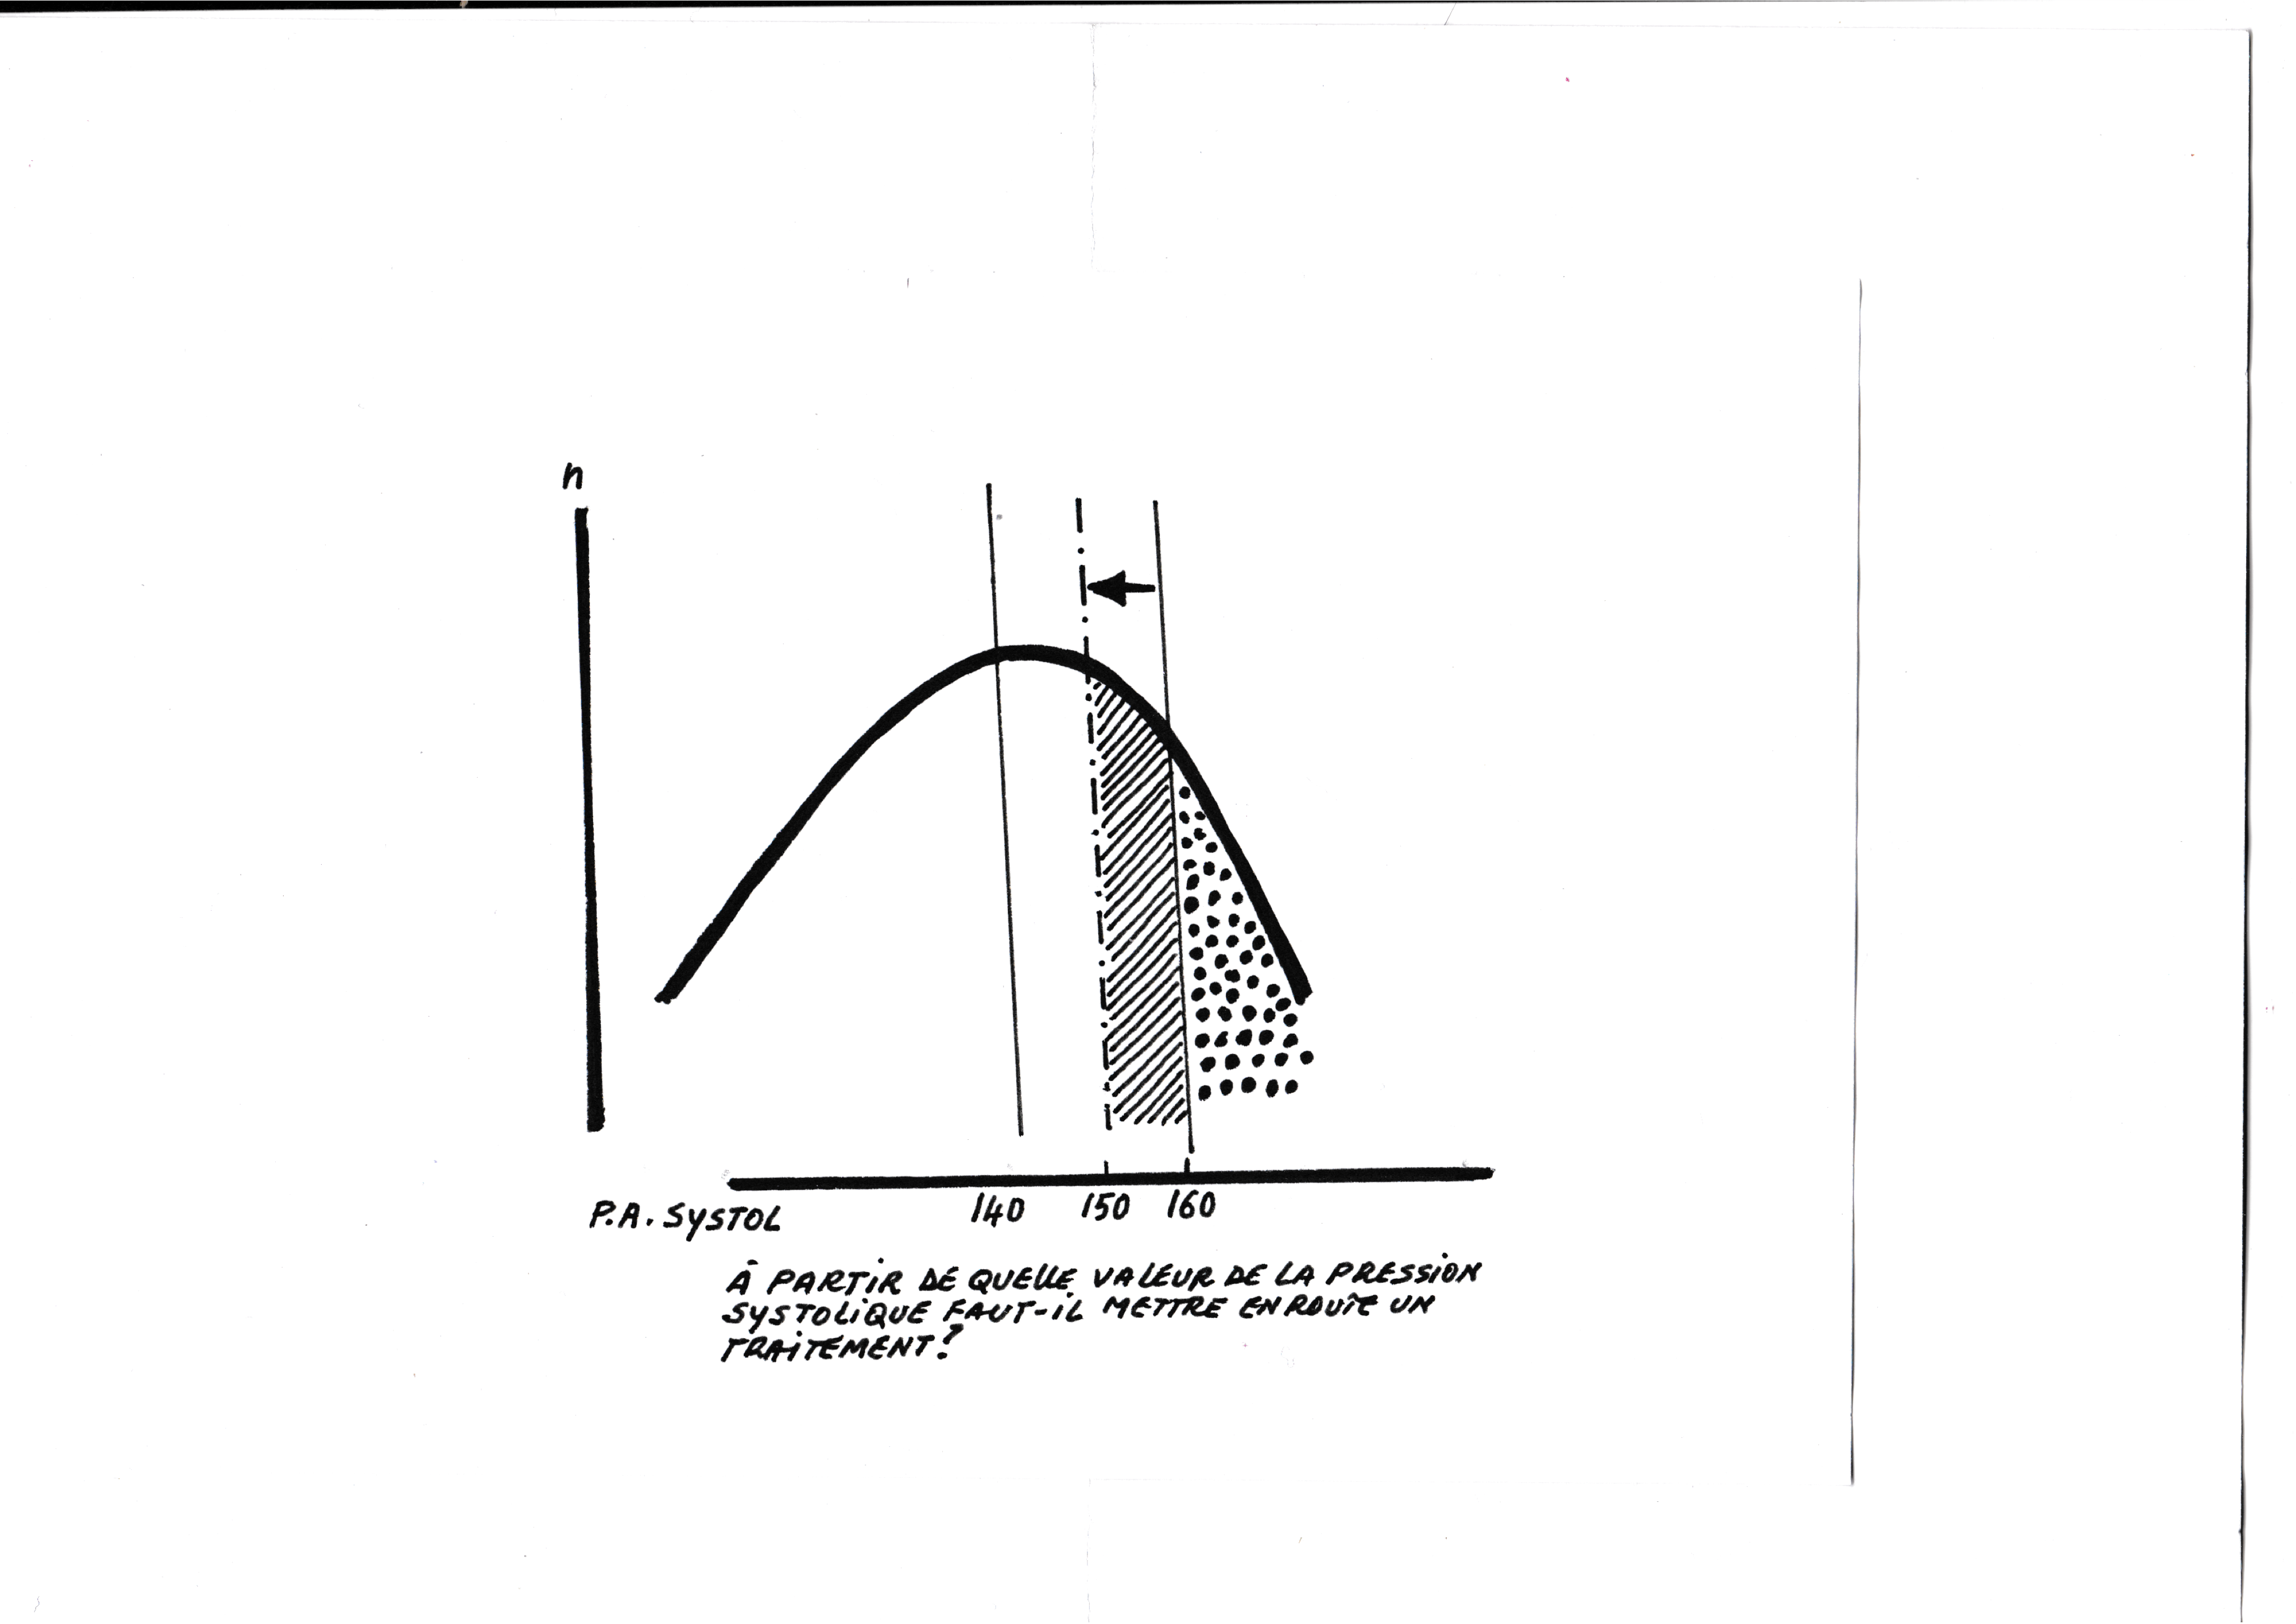 n
140 150 160
P.A. SYSTOL
À PARTIR DE QUELLE VALEUR DE LA PRESSION
SYSTOLIQUE FAUT-IL METTRE EN ROUTE UN
TRAITEMENT?